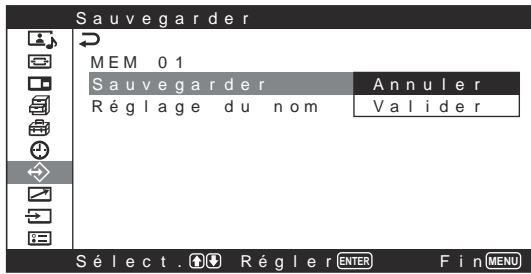 Sauvegarder
MEM 01
Sauvegarder Annuler
Réglage du nom Valider
Sélect. Régler ENTER Fin MENU